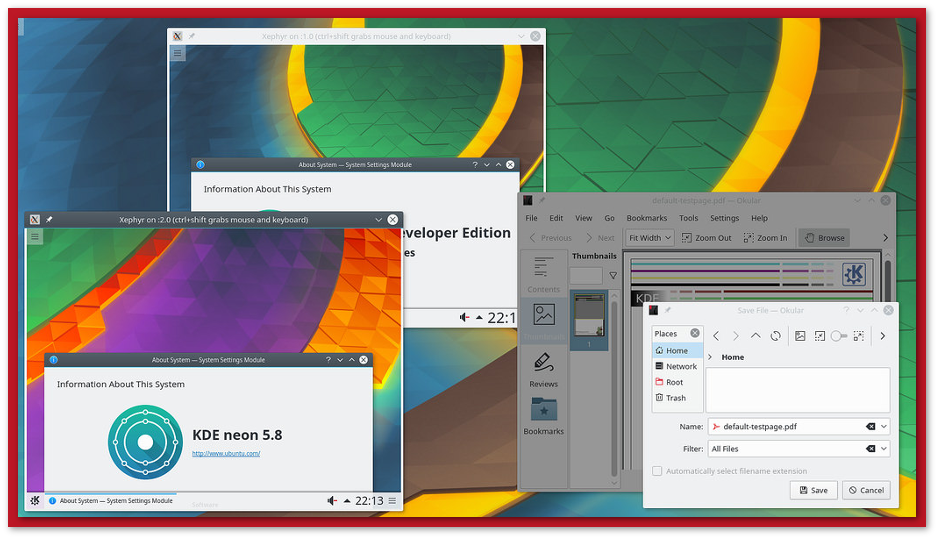 Xephyr on :1.0 (ctrl+shift grabs mouse and keyboard)
About System — System Settings Module
Information About This System
eveloper Edition
es
22:1
Xephyr on :2.0 (ctrl+shift grabs mouse and keyboard)
About System — System Settings Module
Information About This System
KDE neon 5.8
http://www.ubuntu.com/
Software
About System — System Settings Module
22:13
default-testpage.pdf — Okular
File Edit View Go Bookmarks Tools Settings Help
Previous Next Fit Width Zoom Out Zoom In Browse
Contents
Reviews
Bookmarks
Thumbnails
1
KDE
Save File — Okular
Places
Home
Network
Root
Trash
Home
Name: default-testpage.pdf
Filter: All Files
Automatically select filename extension
Save Cancel